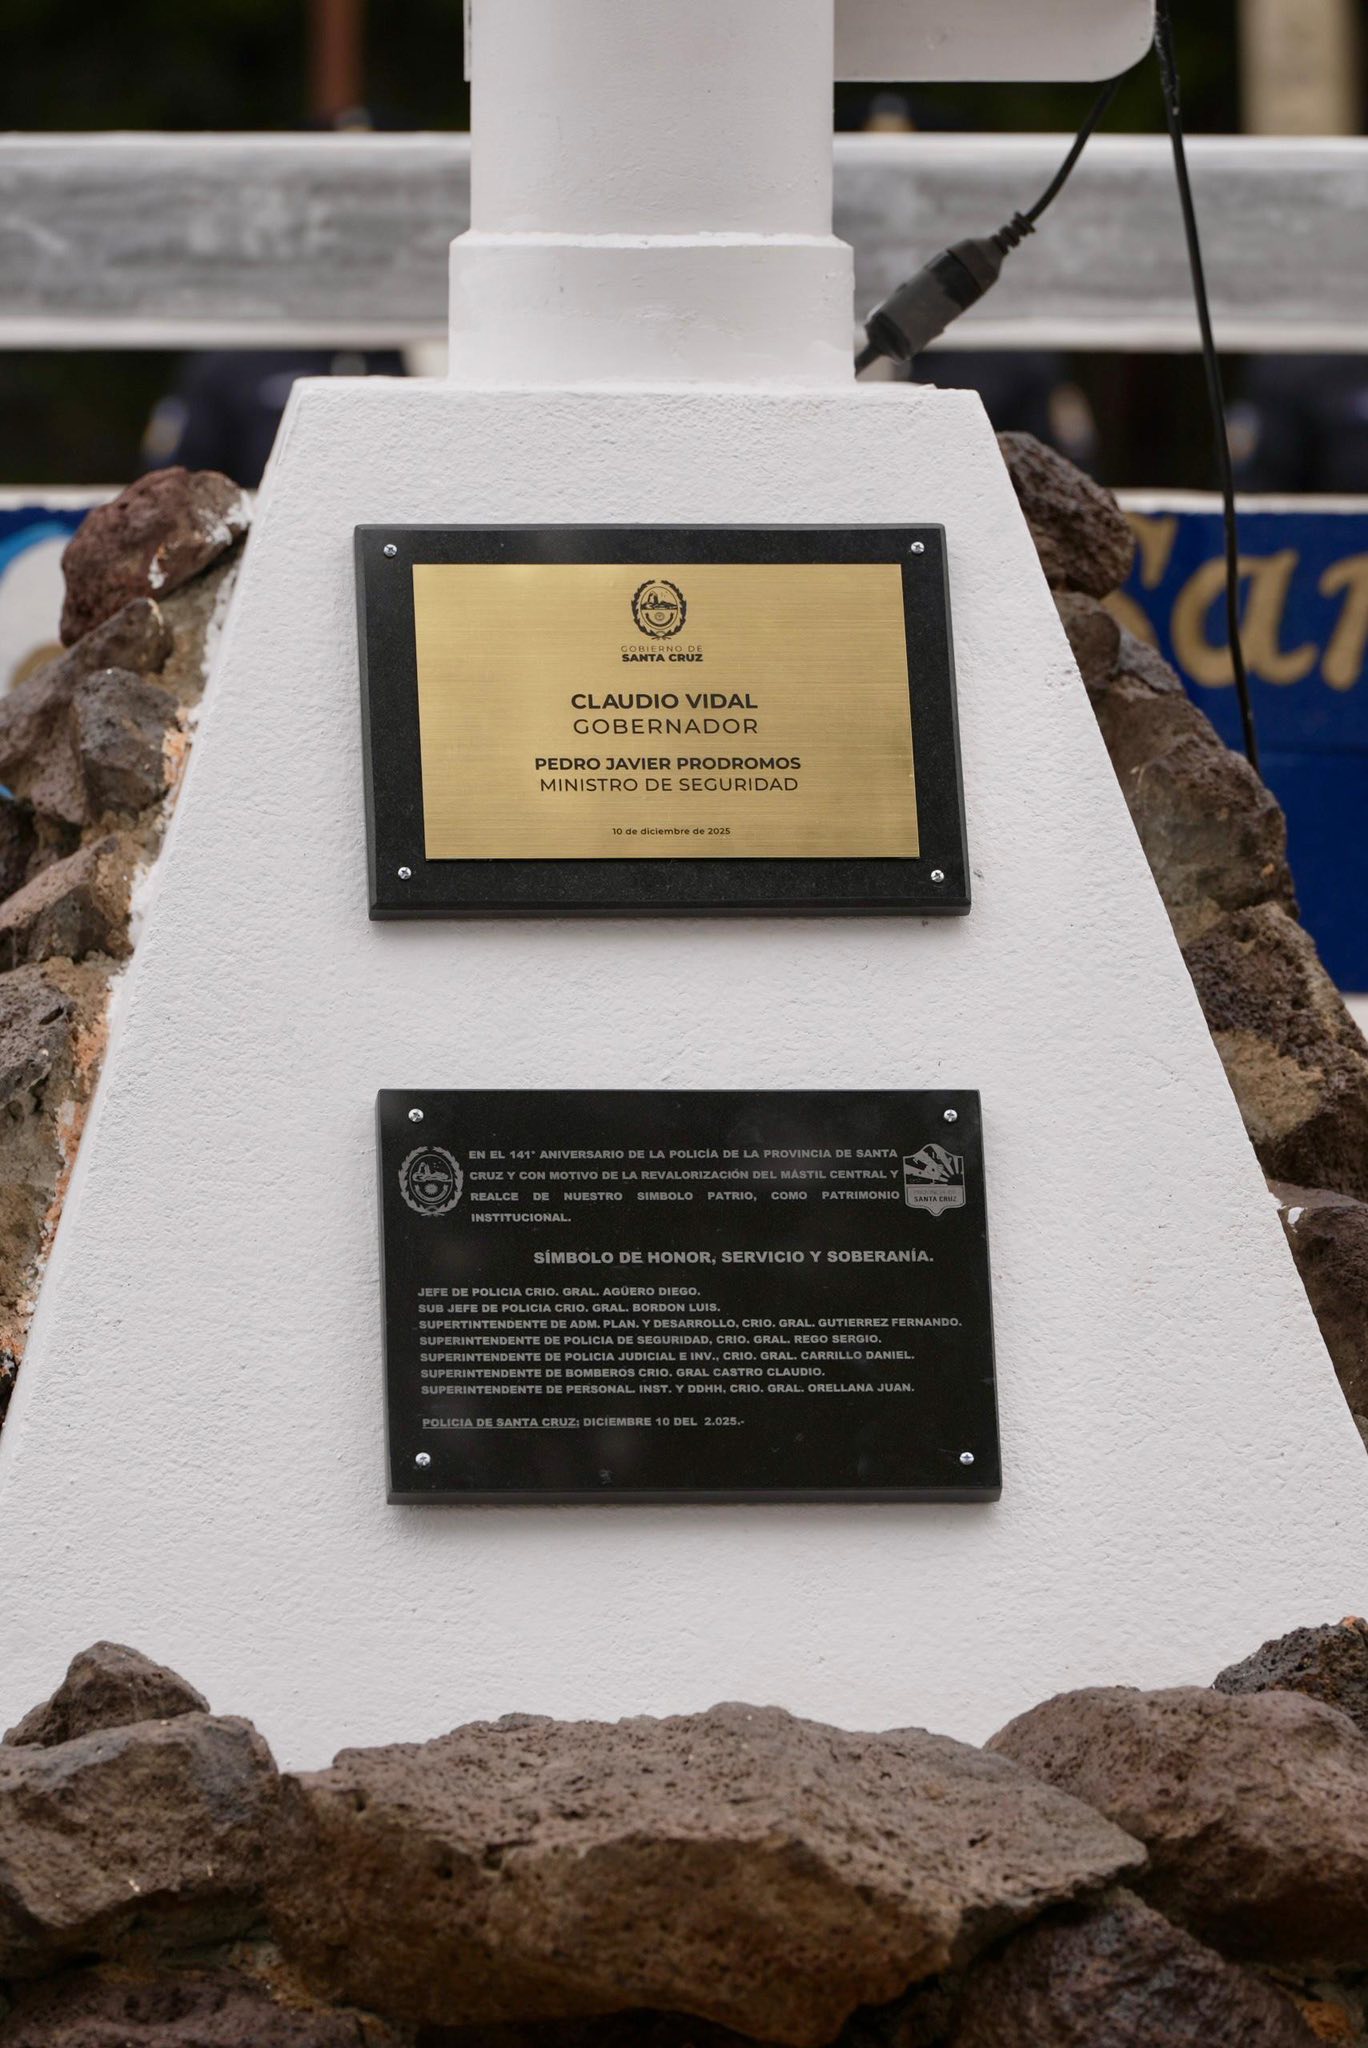 GOBIERNO DE
SANTA CRUZ
CLAUDIO VIDAL
GOBERNADOR
PEDRO JAVIER PRODROMOS
MINISTRO DE SEGURIDAD
10 de diciembre de 2025
San
EN EL 141° ANIVERSARIO DE LA POLICÍA DE LA PROVINCIA DE SANTA
CRUZ Y CON MOTIVO DE LA REVALORIZACIÓN DEL MÁSTIL CENTRAL Y
REALCE DE NUESTRO SIMBOLO PATRIO, COMO PATRIMONIO
INSTITUCIONAL.
SANTA CRUZ
SÍMBOLO DE HONOR, SERVICIO Y SOBERANÍA.
JEFE DE POLICIA CRIO. GRAL. AGÜERO DIEGO.
SUB JEFE DE POLICIA CRIO. GRAL. BORDON LUIS.
SUPERTINTENDENTE DE ADM. PLAN. Y DESARROLLO, CRIO. GRAL. GUTIERREZ FERNANDO.
SUPERINTENDENTE DE POLICIA DE SEGURIDAD, CRIO. GRAL. REGO SERGIO.
SUPERINTENDENTE DE POLICIA JUDICIAL E INV., CRIO. GRAL. CARRILLO DANIEL.
SUPERINTENDENTE DE BOMBEROS CRIO. GRAL CASTRO CLAUDIO.
SUPERINTENDENTE DE PERSONAL. INST. Y DDHH, CRIO. GRAL. ORELLANA JUAN.
POLICIA DE SANTA CRUZ; DICIEMBRE 10 DEL 2.025.-